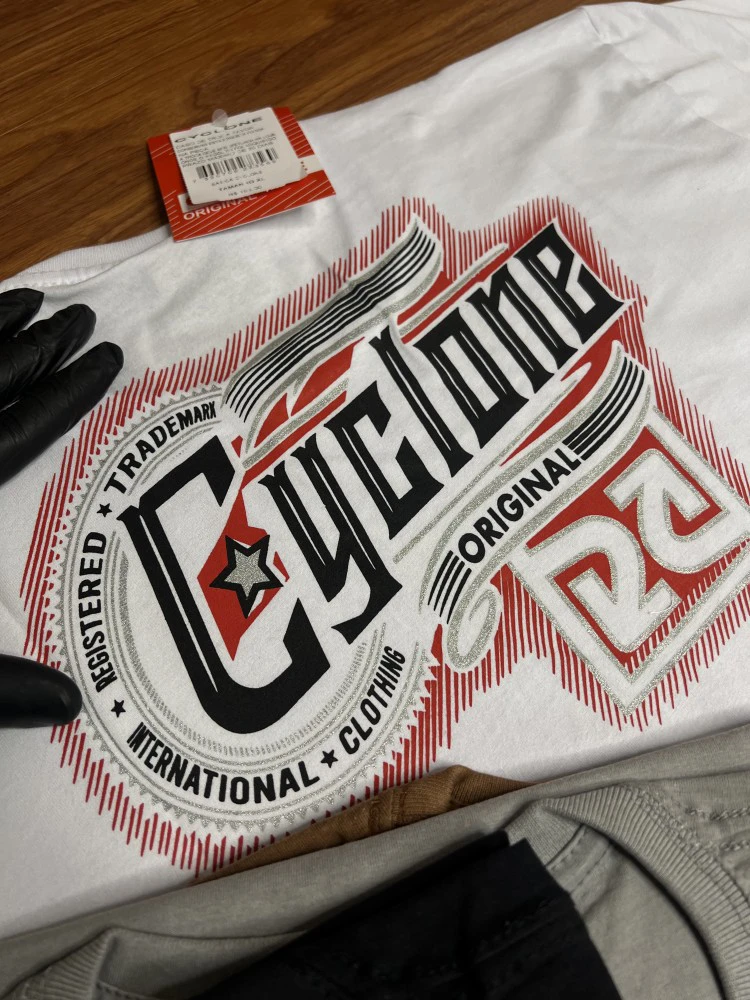 CYCLONE
ORIGINAL
TRADEMARK
REGISTERED
Cyclone
ORIGINAL
INTERNATIONAL
CLOTHING